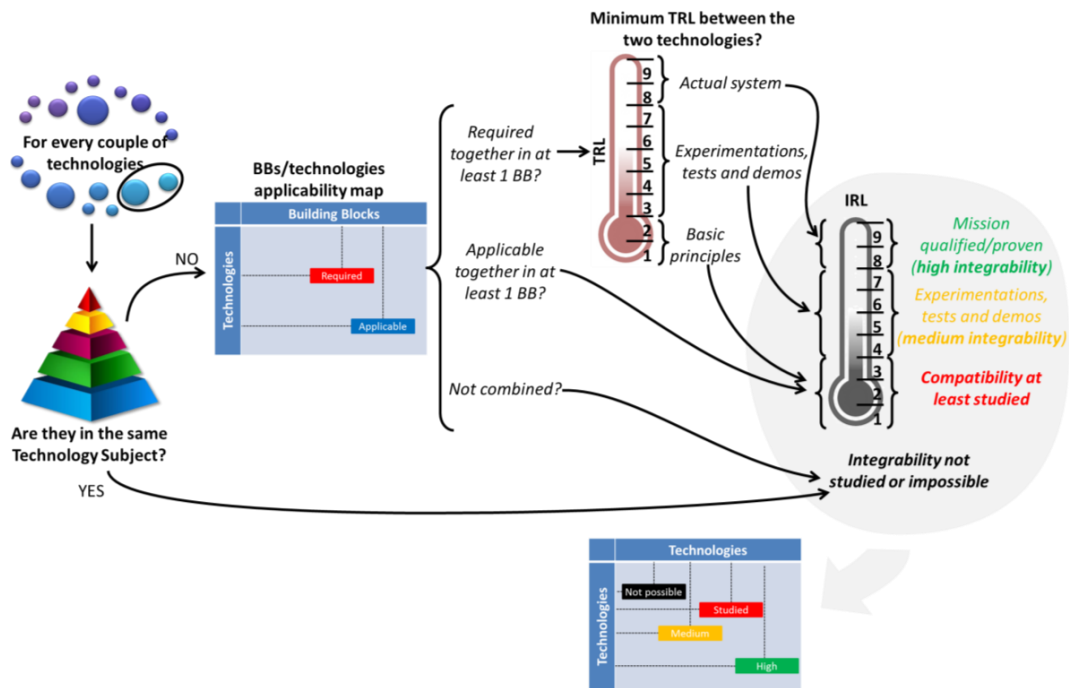 For every couple of
technologies
Are they in the same
Technology Subject?
YES
NO
BBs/technologies
applicability map
Building Blocks
Technologies
Required
Applicable
Required
together in at
least 1 BB?
Applicable
together in at
least 1 BB?
Not combined?
Minimum TRL between the
two technologies?
TRL
9
8
7
6
5
4
3
2
1
Actual system
Experimentations,
tests and demos
Basic
principles
IRL
9
8
7
6
5
4
3
2
1
Mission
qualified/proven
(high integrability)
Experimentations,
tests and demos
(medium integrability)
Compatibility at
least studied
Integrability not
studied or impossible
Technologies
Technologies
Not possible
Studied
Medium
High